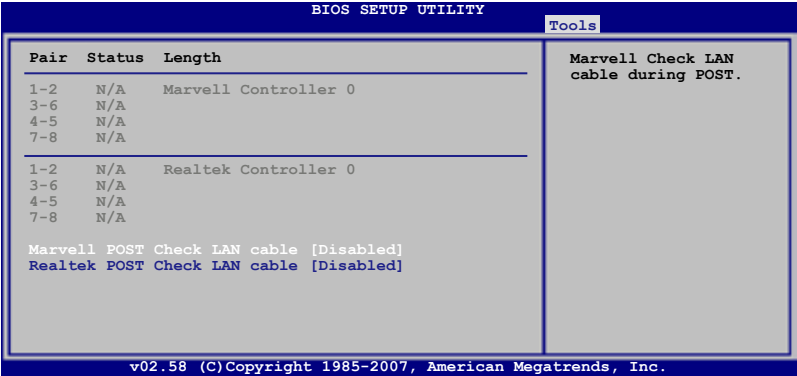 BIOS SETUP UTILITY
Tools
Pair Status Length
1-2 N/A Marvell Controller 0
3-6 N/A
4-5 N/A
7-8 N/A
1-2 N/A Realtek Controller 0
3-6 N/A
4-5 N/A
7-8 N/A
Marvell POST Check LAN cable [Disabled]
Realtek POST Check LAN cable [Disabled]
Marvell Check LAN
cable during POST.
v02.58 (C)Copyright 1985-2007, American Megatrends, Inc.